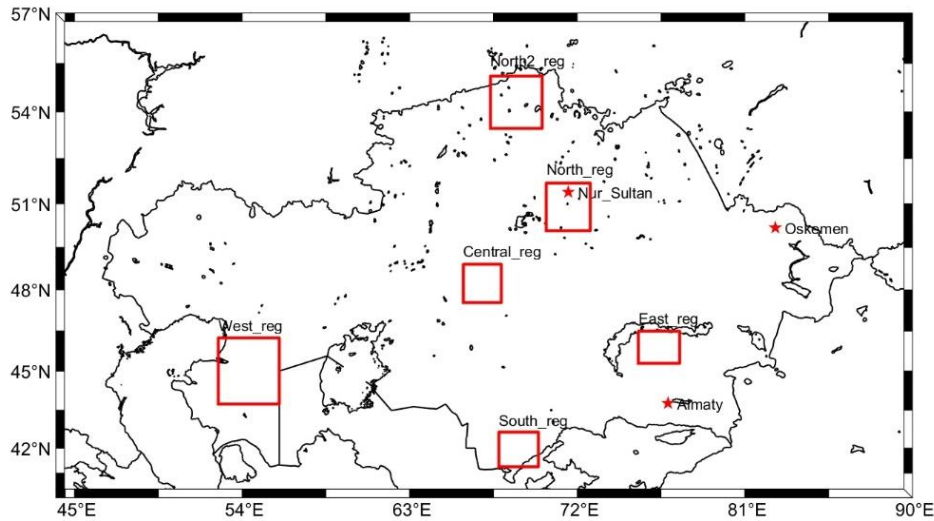 57°N
North2_reg
54°N
North_reg
Nur_Sultan
51°N
Oskemen
Central_reg
48°N
West_reg
East_reg
45°N
Almaty
South_reg
42°N
45°E 54°E 63°E 72°E 81°E 90°E